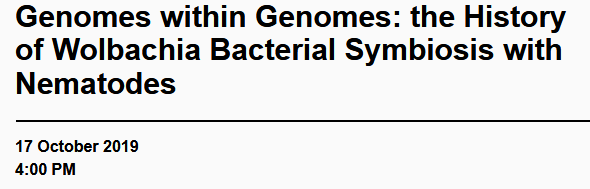 Genomes within Genomes: the History
of Wolbachia Bacterial Symbiosis with
Nematodes
17 October 2019
4:00 PM